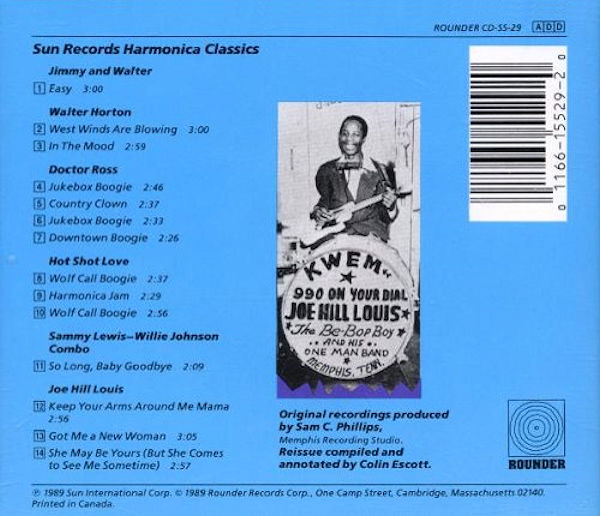 ROUNDER CD-SS-29 ADD
Sun Records Harmonica Classics
Jimmy and Walter
1 Easy 3:00
Walter Horton
2 West Winds Are Blowing 3:00
3 In The Mood 2:59
Doctor Ross
4 Jukebox Boogie 2:46
5 Country Clown 2:37
6 Jukebox Boogie 2:33
7 Downtown Boogie 2:26
Hot Shot Love
8 Wolf Call Boogie 2:37
9 Harmonica Jam 2:29
10 Wolf Call Boogie 2:56
Sammy Lewis–Willie Johnson
Combo
11 So Long, Baby Goodbye 2:09
Joe Hill Louis
12 Keep Your Arms Around Me Mama
2:56
13 Got Me a New Woman 3:05
14 She May Be Yours (But She Comes
to See Me Sometime) 2:57
KWEM
990 ON YOUR DIAL
JOE HILL LOUIS
"The Be-Bop Boy"
AND HIS
ONE MAN BAND
MEMPHIS, TENN.
Original recordings produced
by Sam C. Phillips,
Memphis Recording Studio.
Reissue compiled and
annotated by Colin Escott.
0 11661 5529-2 0
ROUNDER
℗ 1989 Sun International Corp. © 1989 Rounder Records Corp., One Camp Street, Cambridge, Massachusetts 02140.
Printed in Canada.